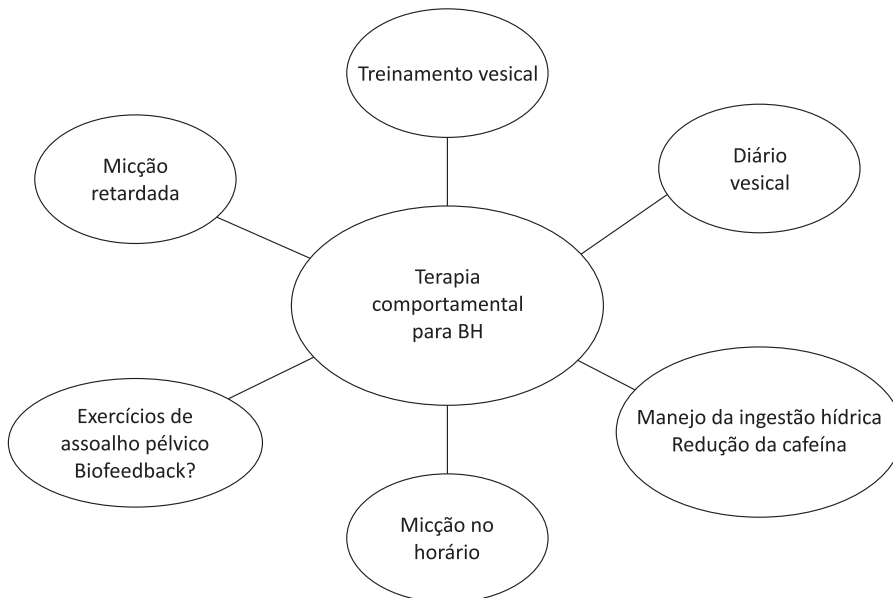 Treinamento vesical
Micção
retardada
Diário
vesical
Terapia
comportamental
para BH
Exercícios de
assoalho pélvico
Biofeedback?
Manejo da ingestão hídrica
Redução da cafeína
Micção no
horário